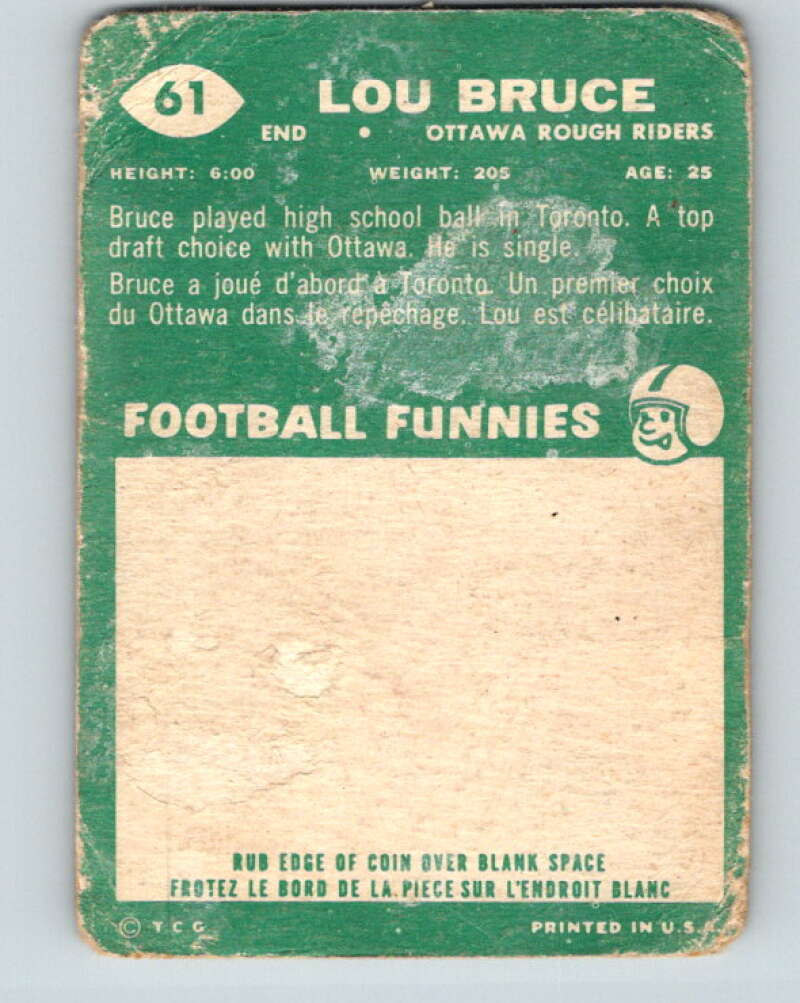 61
LOU BRUCE
END • OTTAWA ROUGH RIDERS
HEIGHT: 6:00 WEIGHT: 205 AGE: 25
Bruce played high school ball in Toronto. A top
draft choice with Ottawa. He is single.
Bruce a joué d'abord à Toronto. Un premier choix
du Ottawa dans le repêchage. Lou est célibataire.
FOOTBALL FUNNIES
RUB EDGE OF COIN OVER BLANK SPACE
FROTEZ LE BORD DE LA PIECE SUR L'ENDROIT BLANC
© T C G PRINTED IN U.S.A.